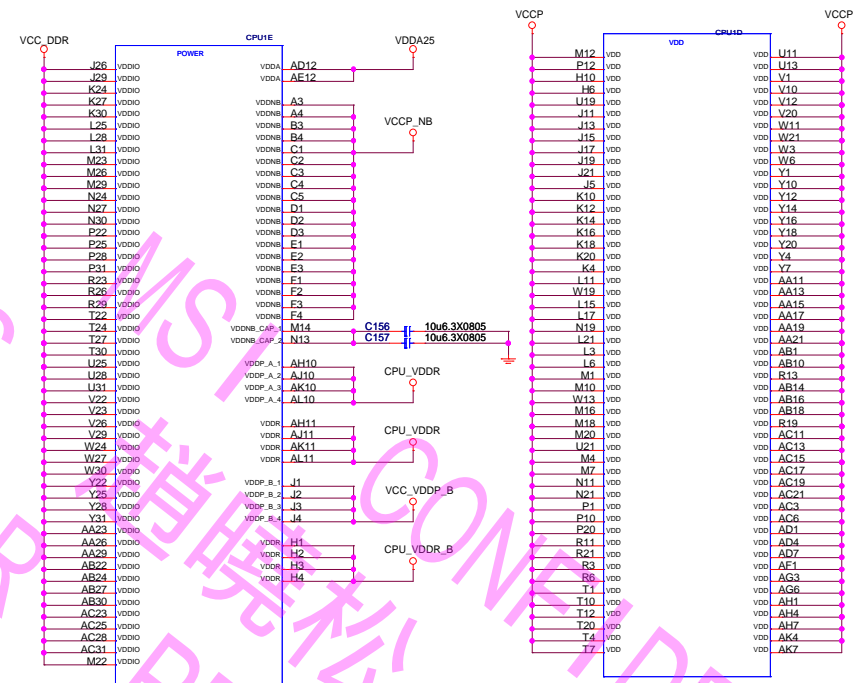 VCC_DDR
CPU1E
POWER
VDDA25
J26 VDDIO VDDA AD12
J29 VDDIO VDDA AE12
K24 VDDIO
K27 VDDIO VDDNB A3
K30 VDDIO VDDNB A4
L25 VDDIO VDDNB B3
VCCP_NB
L28 VDDIO VDDNB B4
L31 VDDIO VDDNB C1
M23 VDDIO VDDNB C2
M26 VDDIO VDDNB C3
M29 VDDIO VDDNB C4
N24 VDDIO VDDNB C5
N27 VDDIO VDDNB D1
N30 VDDIO VDDNB D2
P22 VDDIO VDDNB D3
P25 VDDIO VDDNB E1
P28 VDDIO VDDNB E2
P31 VDDIO VDDNB E3
R23 VDDIO VDDNB F1
R26 VDDIO VDDNB F2
R29 VDDIO VDDNB F3
T22 VDDIO VDDNB F4
T24 VDDIO VDDNB_CAP_1 M14 C156 10u6.3X0805
T27 VDDIO VDDNB_CAP_2 N13 C157 10u6.3X0805
T30 VDDIO
U25 VDDIO VDDP_A_1 AH10
U28 VDDIO VDDP_A_2 AJ10 CPU_VDDR
U31 VDDIO VDDP_A_3 AK10
V22 VDDIO VDDP_A_4 AL10
V23 VDDIO
V26 VDDIO VDDR AH11
V29 VDDIO VDDR AJ11 CPU_VDDR
W24 VDDIO VDDR AK11
W27 VDDIO VDDR AL11
W30 VDDIO
Y22 VDDIO VDDP_B_1 J1
Y25 VDDIO VDDP_B_2 J2 VCC_VDDP_B
Y28 VDDIO VDDP_B_3 J3
Y31 VDDIO VDDP_B_4 J4
AA23 VDDIO
AA26 VDDIO VDDR H1
AA29 VDDIO VDDR H2 CPU_VDDR_B
AB22 VDDIO VDDR H3
AB24 VDDIO VDDR H4
AB27 VDDIO
AB30 VDDIO
AC23 VDDIO
AC25 VDDIO
AC28 VDDIO
AC31 VDDIO
M22 VDDIO
VCCP
VCCP
CPU1D
VDD
M12 VDD VDD U11
P12 VDD VDD U13
H10 VDD VDD V1
H6 VDD VDD V10
U19 VDD VDD V12
J11 VDD VDD V20
J13 VDD VDD W11
J15 VDD VDD W21
J17 VDD VDD W3
J19 VDD VDD W6
J21 VDD VDD Y1
J5 VDD VDD Y10
K10 VDD VDD Y12
K12 VDD VDD Y14
K14 VDD VDD Y16
K16 VDD VDD Y18
K18 VDD VDD Y20
K20 VDD VDD Y4
K4 VDD VDD Y7
L11 VDD VDD AA11
W19 VDD VDD AA13
L15 VDD VDD AA15
L17 VDD VDD AA17
N19 VDD VDD AA19
L21 VDD VDD AA21
L3 VDD VDD AB1
L6 VDD VDD AB10
M1 VDD VDD R13
M10 VDD VDD AB14
W13 VDD VDD AB16
M16 VDD VDD AB18
M18 VDD VDD R19
M20 VDD VDD AC11
U21 VDD VDD AC13
M4 VDD VDD AC15
M7 VDD VDD AC17
N11 VDD VDD AC19
N21 VDD VDD AC21
P1 VDD VDD AC3
P10 VDD VDD AC6
P20 VDD VDD AD1
R11 VDD VDD AD4
R21 VDD VDD AD7
R3 VDD VDD AF1
R6 VDD VDD AG3
T1 VDD VDD AG6
T10 VDD VDD AH1
T12 VDD VDD AH4
T20 VDD VDD AH7
T4 VDD VDD AK4
T7 VDD VDD AK7
MSI CONFID
趙曉松